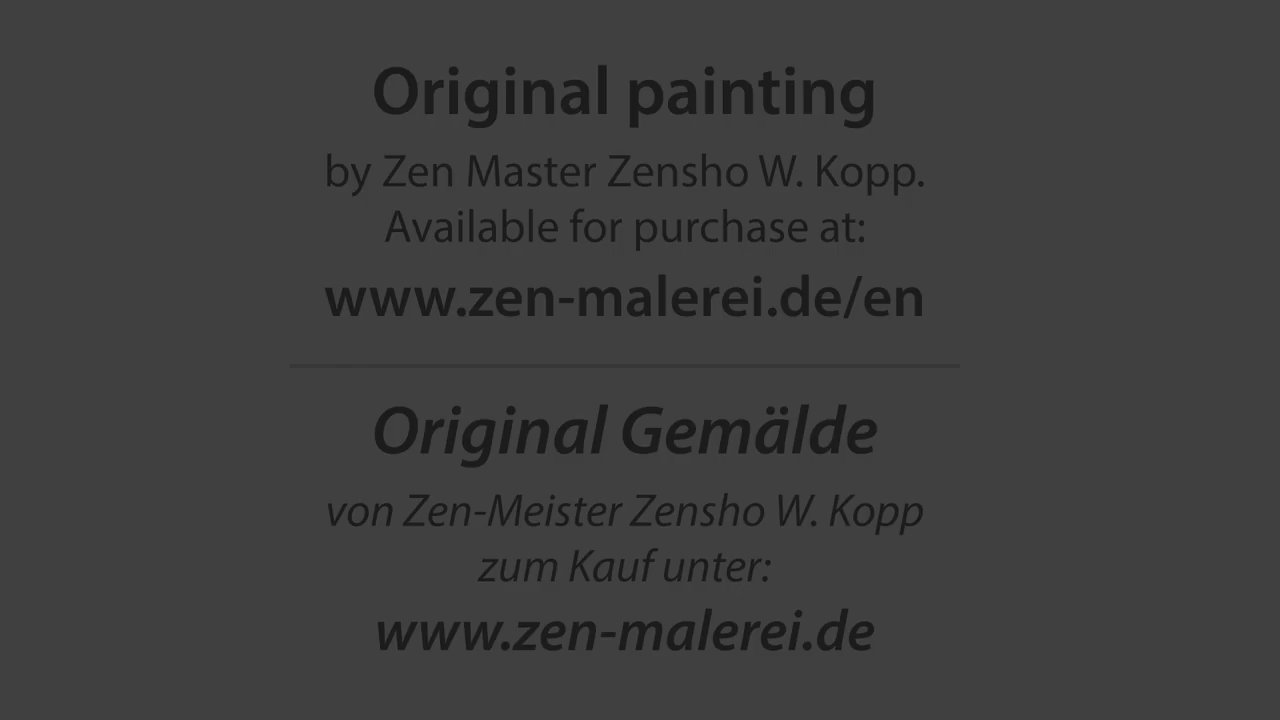 Original painting
by Zen Master Zensho W. Kopp.
Available for purchase at:
www.zen-malerei.de/en
Original Gemälde
von Zen-Meister Zensho W. Kopp
zum Kauf unter:
www.zen-malerei.de